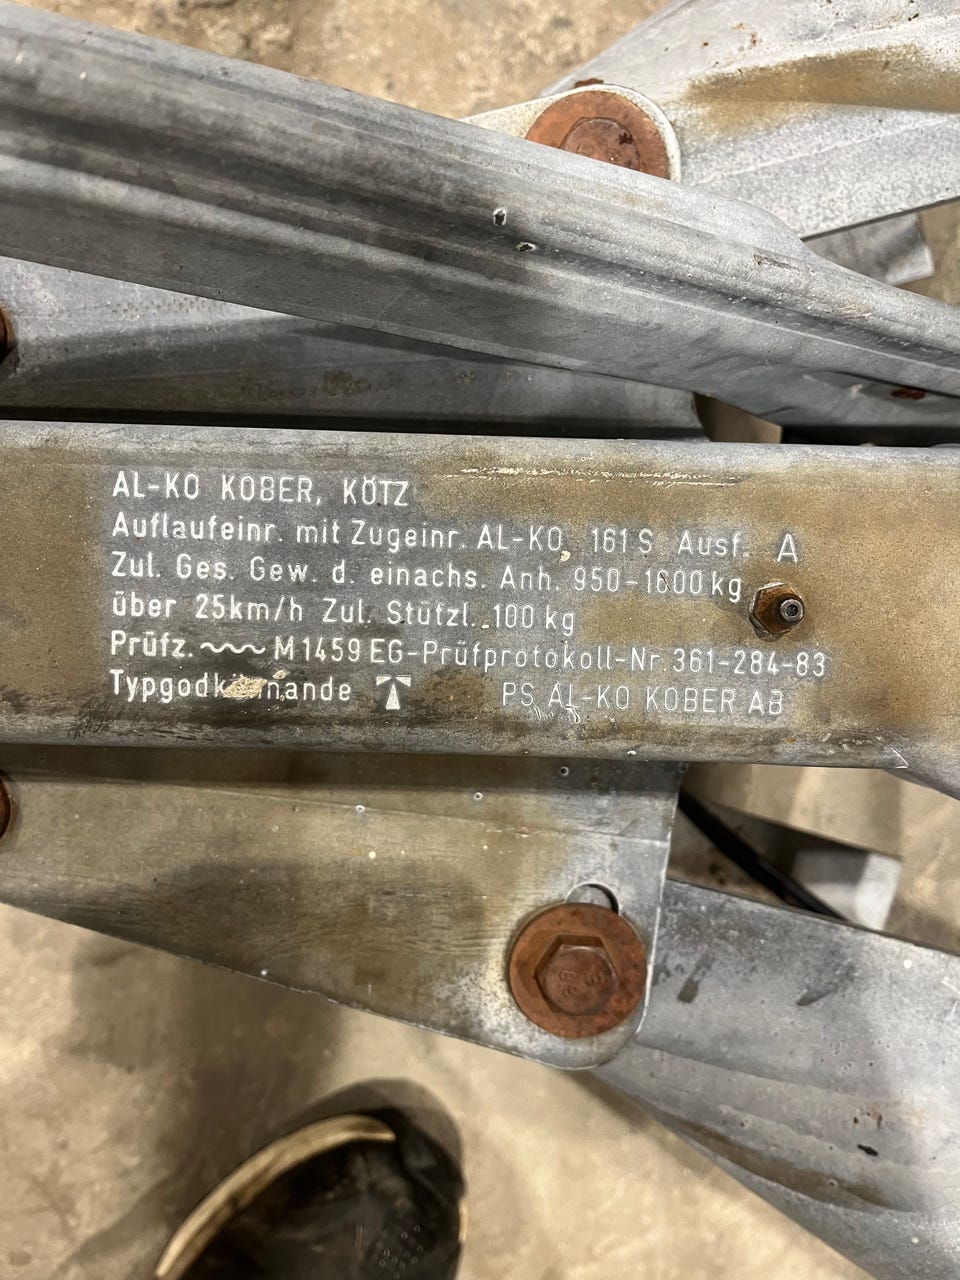 AL-KO KOBER, KÖTZ
Auflaufeinr. mit Zugeinr. AL-KO 161 S Ausf. A
Zul. Ges. Gew. d. einachs. Anh. 950-1600 kg
über 25km/h Zul. Stützl. 100 kg
Prüfz. M 1459 EG-Prüfprotokoll-Nr. 361-284-83
PS AL-KO KOBER AB